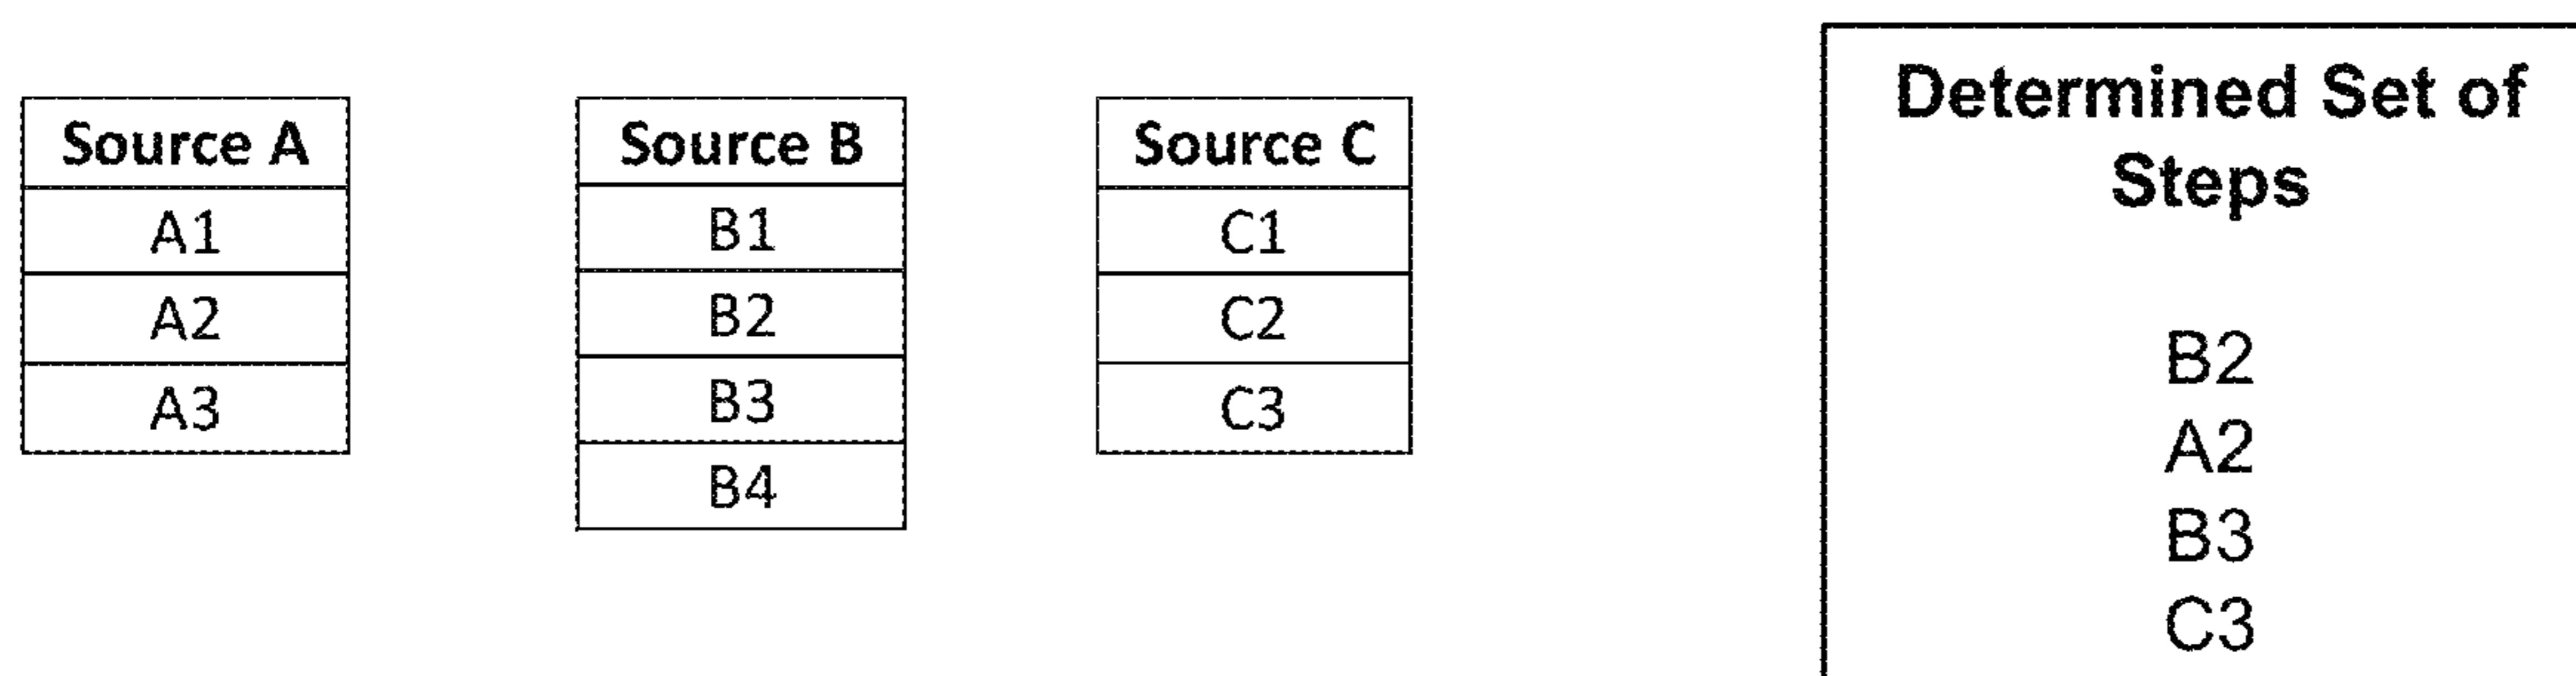 Source A
A1
A2
A3
Source B
B1
B2
B3
B4
Source C
C1
C2
C3
Determined Set of
Steps
B2
A2
B3
C3